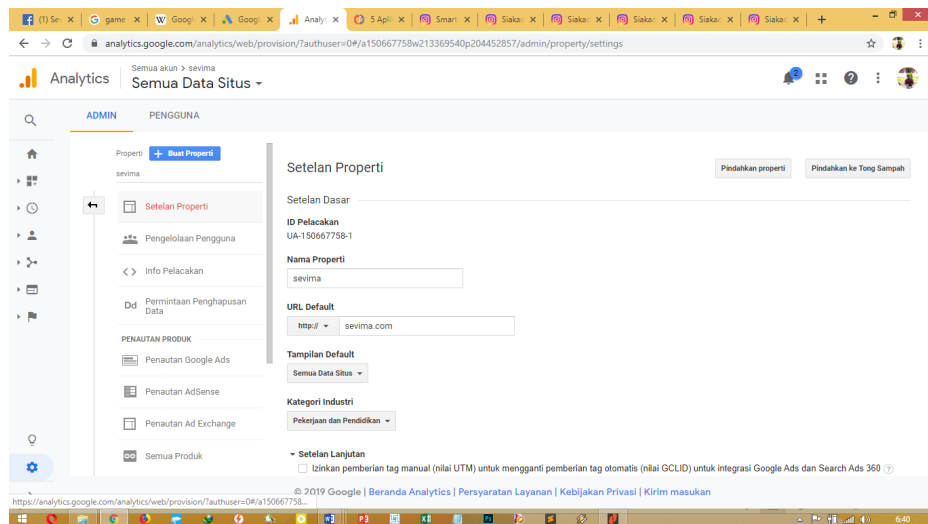 (1) Se
game
Googl
Googl
Analy
5 Apli
Smart
Siakac
Siakac
Siakac
Siakac
Siakac
analytics.google.com/analytics/web/provision/?authuser=0#/a150667758w213369540p204452857/admin/property/settings
Analytics
Semua akun > sevima
Semua Data Situs
2
ADMIN
PENGGUNA
Properti
+ Buat Properti
sevima
Setelan Properti
Pengelolaan Pengguna
< > Info Pelacakan
Dd Permintaan Penghapusan
Data
PENAUTAN PRODUK
Penautan Google Ads
Penautan AdSense
Penautan Ad Exchange
Semua Produk
Setelan Properti
Pindahkan properti
Pindahkan ke Tong Sampah
Setelan Dasar
ID Pelacakan
UA-150667758-1
Nama Properti
sevima
URL Default
http://
sevima.com
Tampilan Default
Semua Data Situs
Kategori Industri
Pekerjaan dan Pendidikan
Setelan Lanjutan
Izinkan pemberian tag manual (nilai UTM) untuk mengganti pemberian tag otomatis (nilai GCLID) untuk integrasi Google Ads dan Search Ads 360
© 2019 Google | Beranda Analytics | Persyaratan Layanan | Kebijakan Privasi | Kirim masukan
https://analytics.google.com/analytics/web/provision/?authuser=0#/a150667758...
6:40